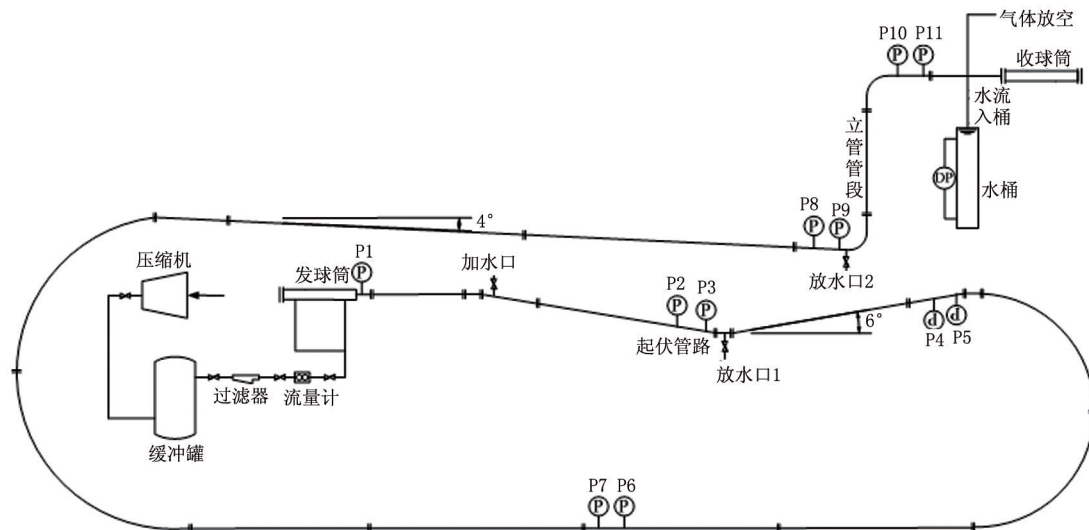 气体放空
P10 P11
收球筒
水流
入桶
立管管段
DP
水桶
P8 P9
4°
放水口2
压缩机
发球筒
P1
加水口
P2 P3
起伏管路
放水口1
6°
P4 P5
过滤器
流量计
缓冲罐
P7 P6
P
P
P
P
P
P
P
P
P
P
P